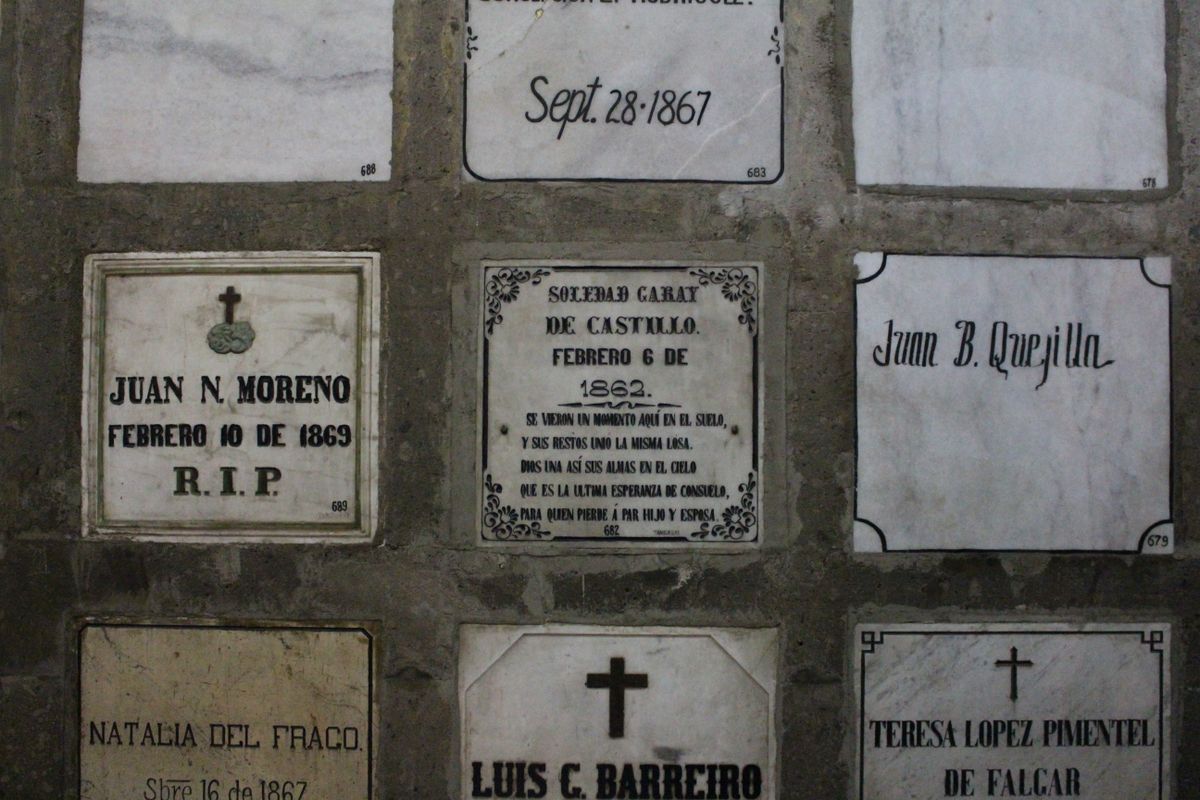 688
Sept. 28·1867
683
678
JUAN N. MORENO
FEBRERO 10 DE 1869
R.I.P.
689
SOLEDAD GARAY
DE CASTILLO.
FEBRERO 6 DE
1862.
SE VIERON UN MOMENTO AQUÍ EN EL SUELO,
Y SUS RESTOS UNIO LA MISMA LOSA.
DIOS UNA ASÍ SUS ALMAS EN EL CIELO
QUE ES LA ULTIMA ESPERANZA DE CONSUELO,
PARA QUIEN PIERDE Á PAR HIJO Y ESPOSA.
682
Juan B. Quejilla
679
NATALIA DEL FRAGO.
Sbre 16 de 1867
LUIS G. BARREIRO
TERESA LOPEZ PIMENTEL
DE FALCAR